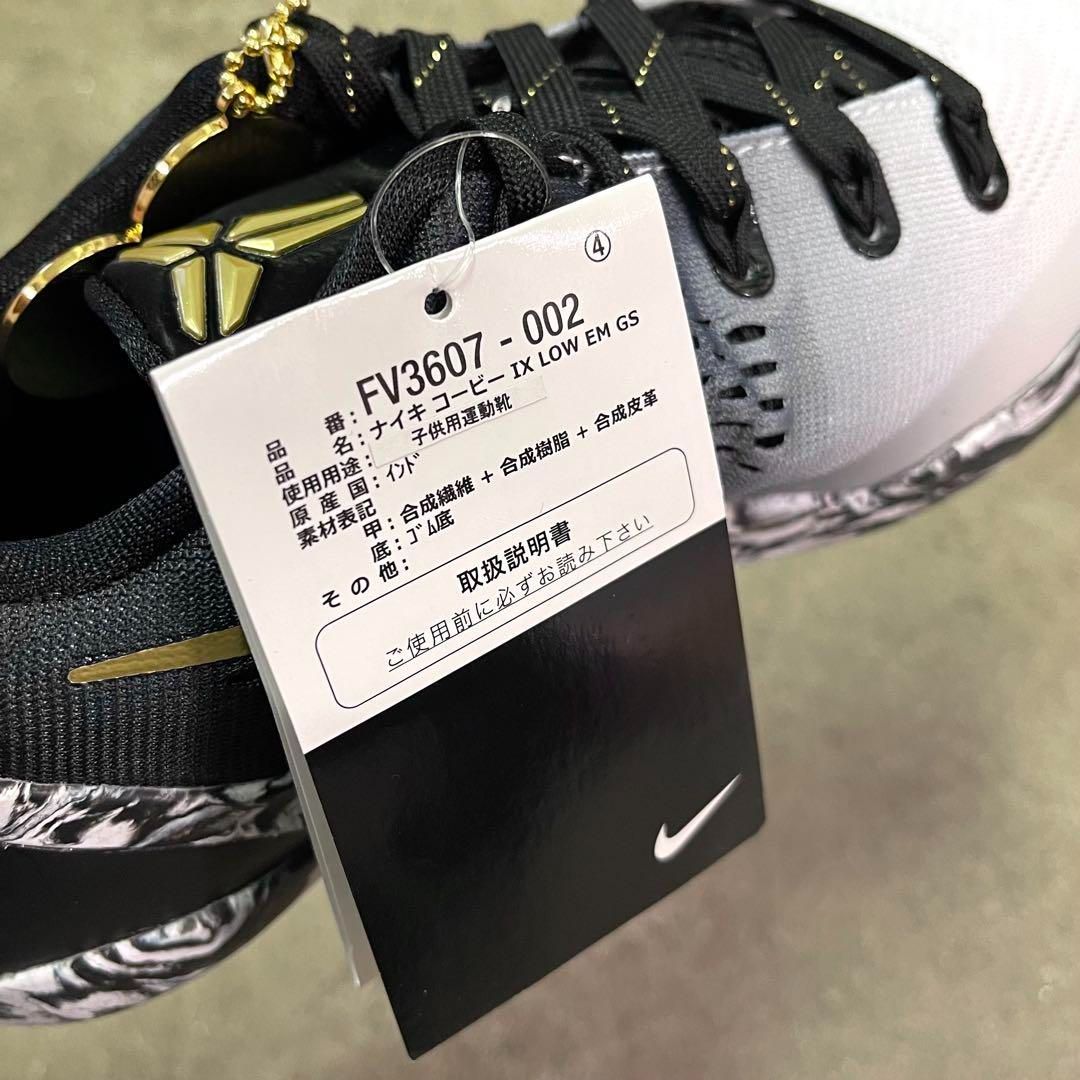 ④
品 番: FV3607 - 002
品 名: ナイキ コービー IX LOW EM GS
使用用途: 子供用運動靴
原 産 国: インド
素材表記
甲: 合成繊維 + 合成樹脂 + 合成皮革
底: ゴム底
そ の 他:
取扱説明書
ご使用前に必ずお読み下さい